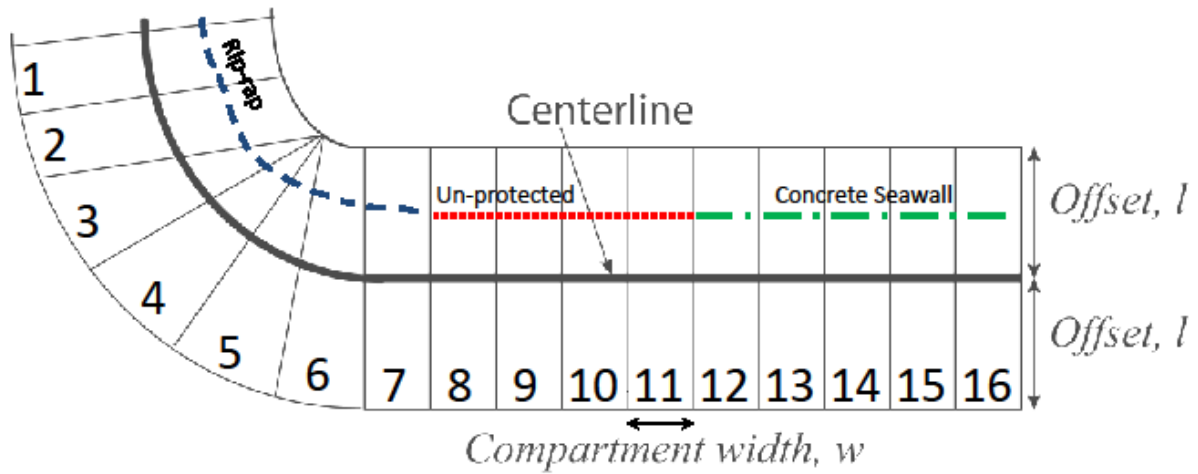 Rip-rap
1
2
3
4
5
6
Centerline
Un-protected
Concrete Seawall
Offset, l
Offset, l
7 8 9 10 11 12 13 14 15 16
Compartment width, w